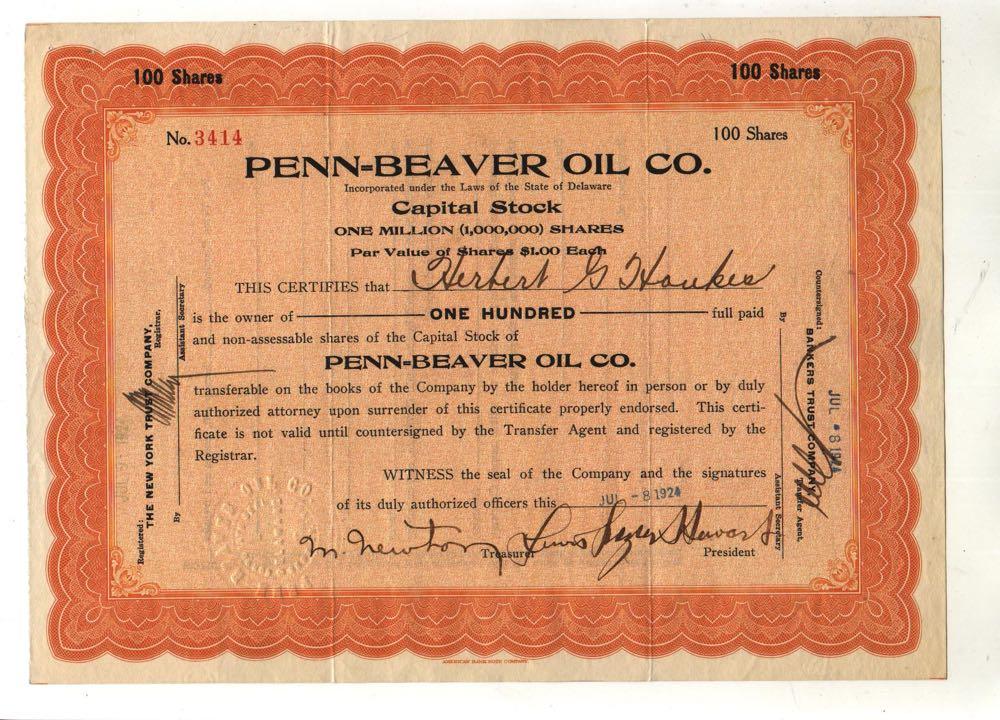 100 Shares
100 Shares
No. 3414
100 Shares
PENN-BEAVER OIL CO.
Incorporated under the Laws of the State of Delaware
Capital Stock
ONE MILLION (1,000,000) SHARES
Par Value of Shares $1.00 Each
THIS CERTIFIES that Herbert G Hawkes
is the owner of ONE HUNDRED full paid
and non-assessable shares of the Capital Stock of
PENN-BEAVER OIL CO.
transferable on the books of the Company by the holder hereof in person or by duly
authorized attorney upon surrender of this certificate properly endorsed. This certi-
ficate is not valid until countersigned by the Transfer Agent and registered by the
Registrar.
WITNESS the seal of the Company and the signatures
of its duly authorized officers this JUL -8 1924
M. Newton Treasurer
President
Registered:
THE NEW YORK TRUST COMPANY,
Registrar,
By
Assistant Secretary
Countersigned:
BANKERS TRUST COMPANY,
Transfer Agent,
By
Assistant Secretary
JUL -8 1924
OIL CO.
AMERICAN BANK NOTE COMPANY.